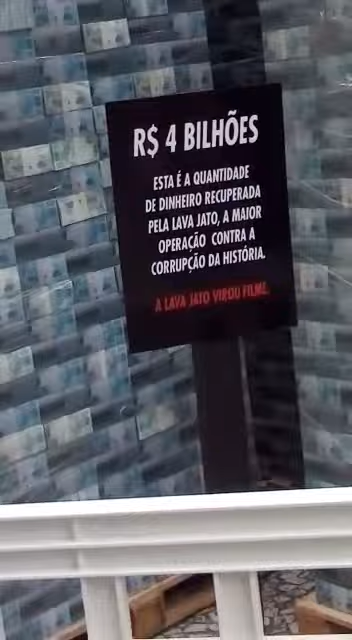 R$ 4 BILHÕES
ESTA É A QUANTIDADE
DE DINHEIRO RECUPERADA
PELA LAVA JATO, A MAIOR
OPERAÇÃO CONTRA A
CORRUPÇÃO DA HISTÓRIA.
A LAVA JATO VIROU FILME.